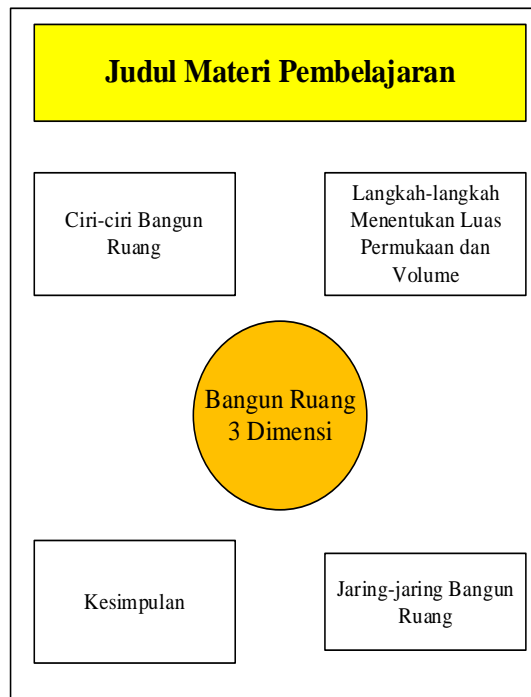 Judul Materi Pembelajaran
Ciri-ciri Bangun
Ruang
Langkah-langkah
Menentukan Luas
Permukaan dan
Volume
Bangun Ruang
3 Dimensi
Kesimpulan
Jaring-jaring Bangun
Ruang